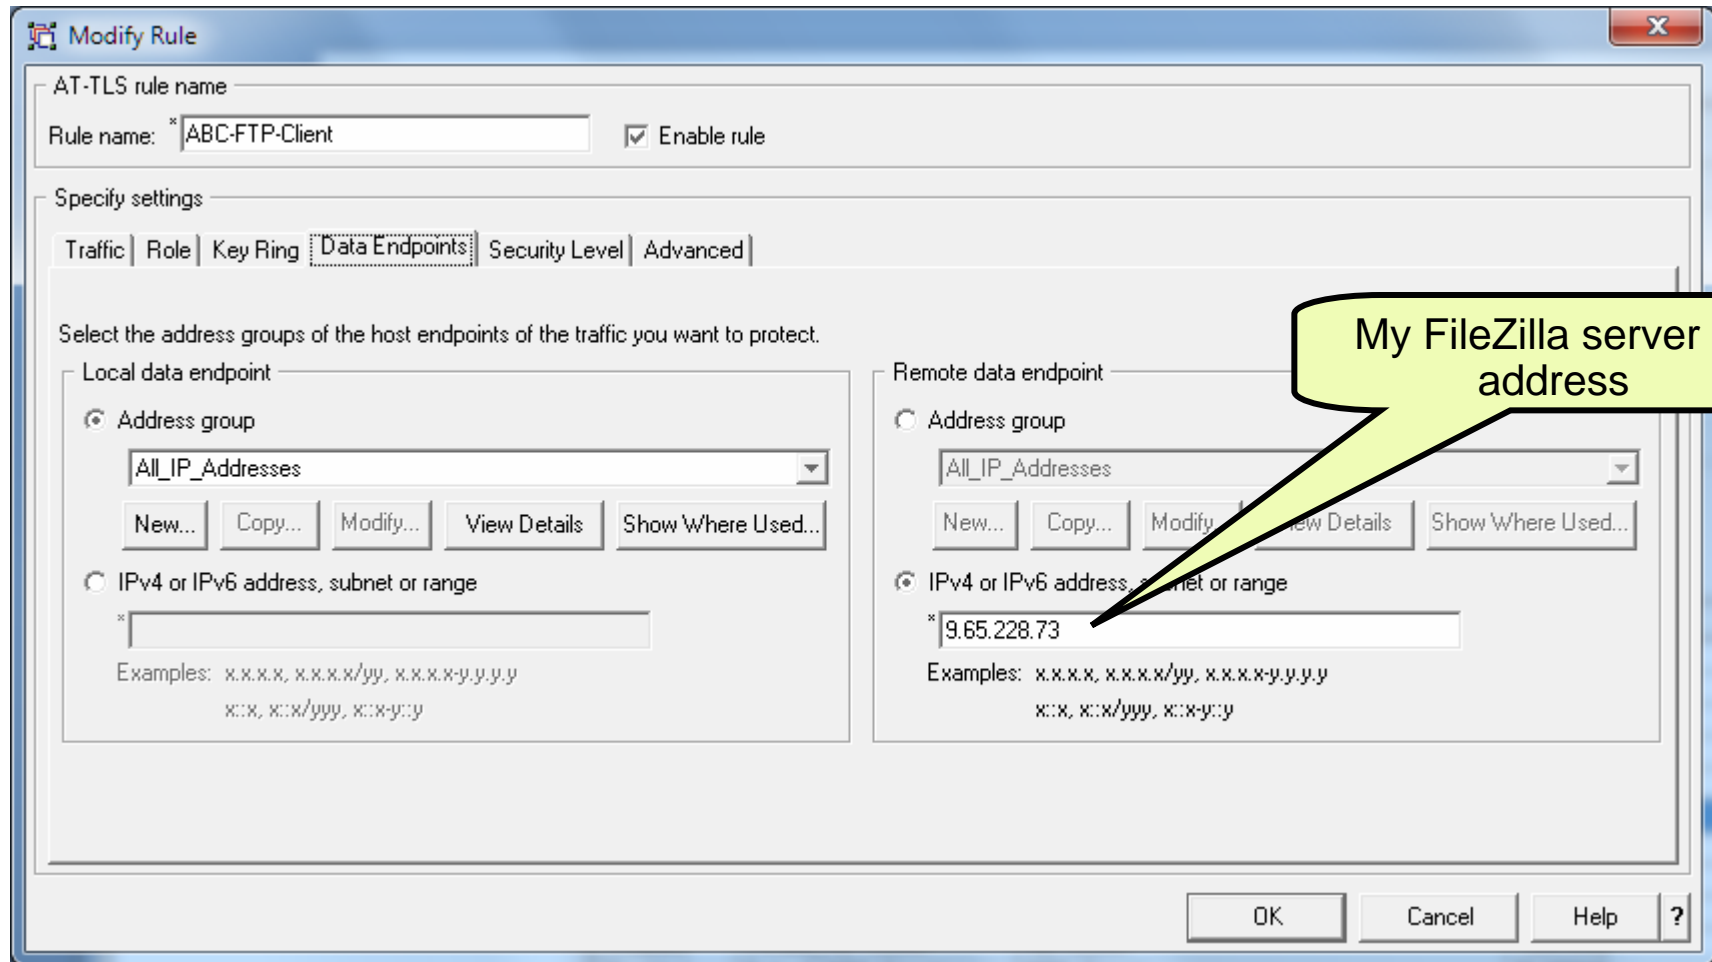 Modify Rule
AT-TLS rule name
Rule name: * ABC-FTP-Client Enable rule
Specify settings
Traffic Role Key Ring Data Endpoints Security Level Advanced
Select the address groups of the host endpoints of the traffic you want to protect.
My FileZilla server
address
Local data endpoint
Address group
All_IP_Addresses
New... Copy... Modify... View Details Show Where Used...
IPv4 or IPv6 address, subnet or range
*
Examples: x.x.x.x, x.x.x.x/yy, x.x.x.x-y.y.y.y
x::x, x::x/yyy, x::x-y::y
Remote data endpoint
Address group
All_IP_Addresses
New... Copy... Modify Details Show Where Used...
IPv4 or IPv6 address, or range
* 9.65.228.73
Examples: x.x.x.x, x.x.x.x/yy, x.x.x.x-y.y.y.y
x::x, x::x/yyy, x::x-y::y
OK Cancel Help ?